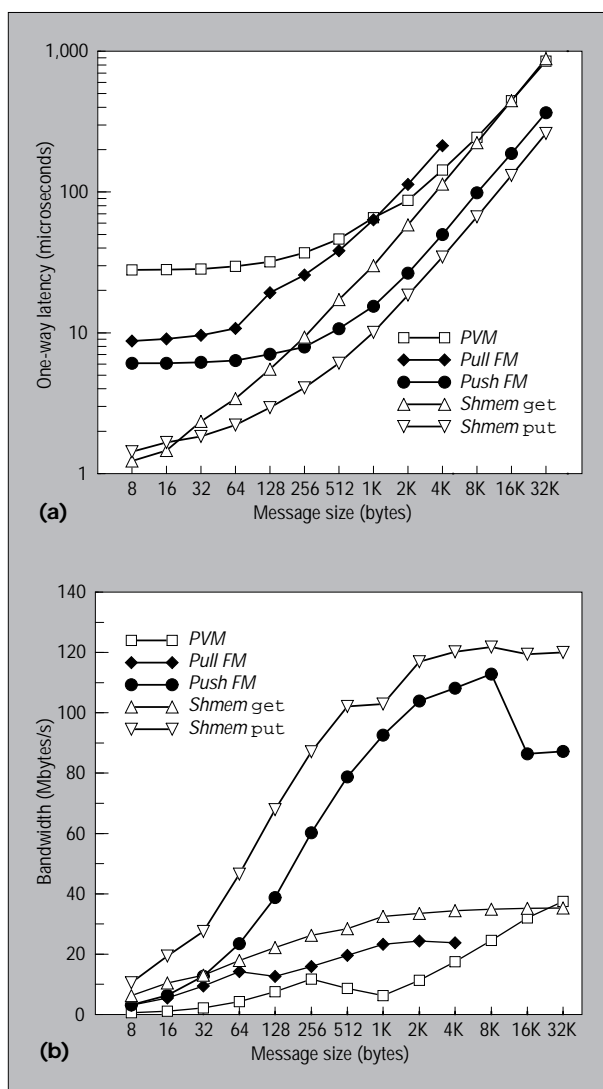 1,000
100
10
1
One-way latency (microseconds)
PVM
Pull FM
Push FM
Shmem get
Shmem put
8 16 32 64 128 256 512 1K 2K 4K 8K 16K 32K
(a)
Message size (bytes)
140
120
100
80
60
40
20
0
Bandwidth (Mbytes/s)
PVM
Pull FM
Push FM
Shmem get
Shmem put
8 16 32 64 128 256 512 1K 2K 4K 8K 16K 32K
(b)
Message size (bytes)